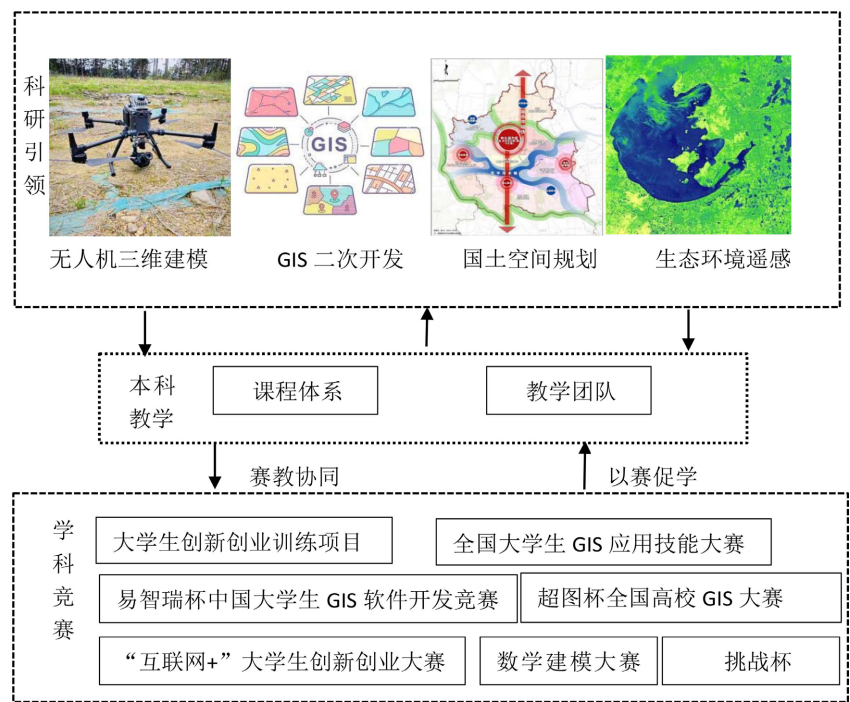 科研引领
GIS
无人机三维建模
GIS 二次开发
国土空间规划
生态环境遥感
本科
教学
课程体系
教学团队
赛教协同
以赛促学
学科竞赛
大学生创新创业训练项目
全国大学生 GIS 应用技能大赛
易智瑞杯中国大学生 GIS 软件开发竞赛
超图杯全国高校 GIS 大赛
“互联网+”大学生创新创业大赛
数学建模大赛
挑战杯